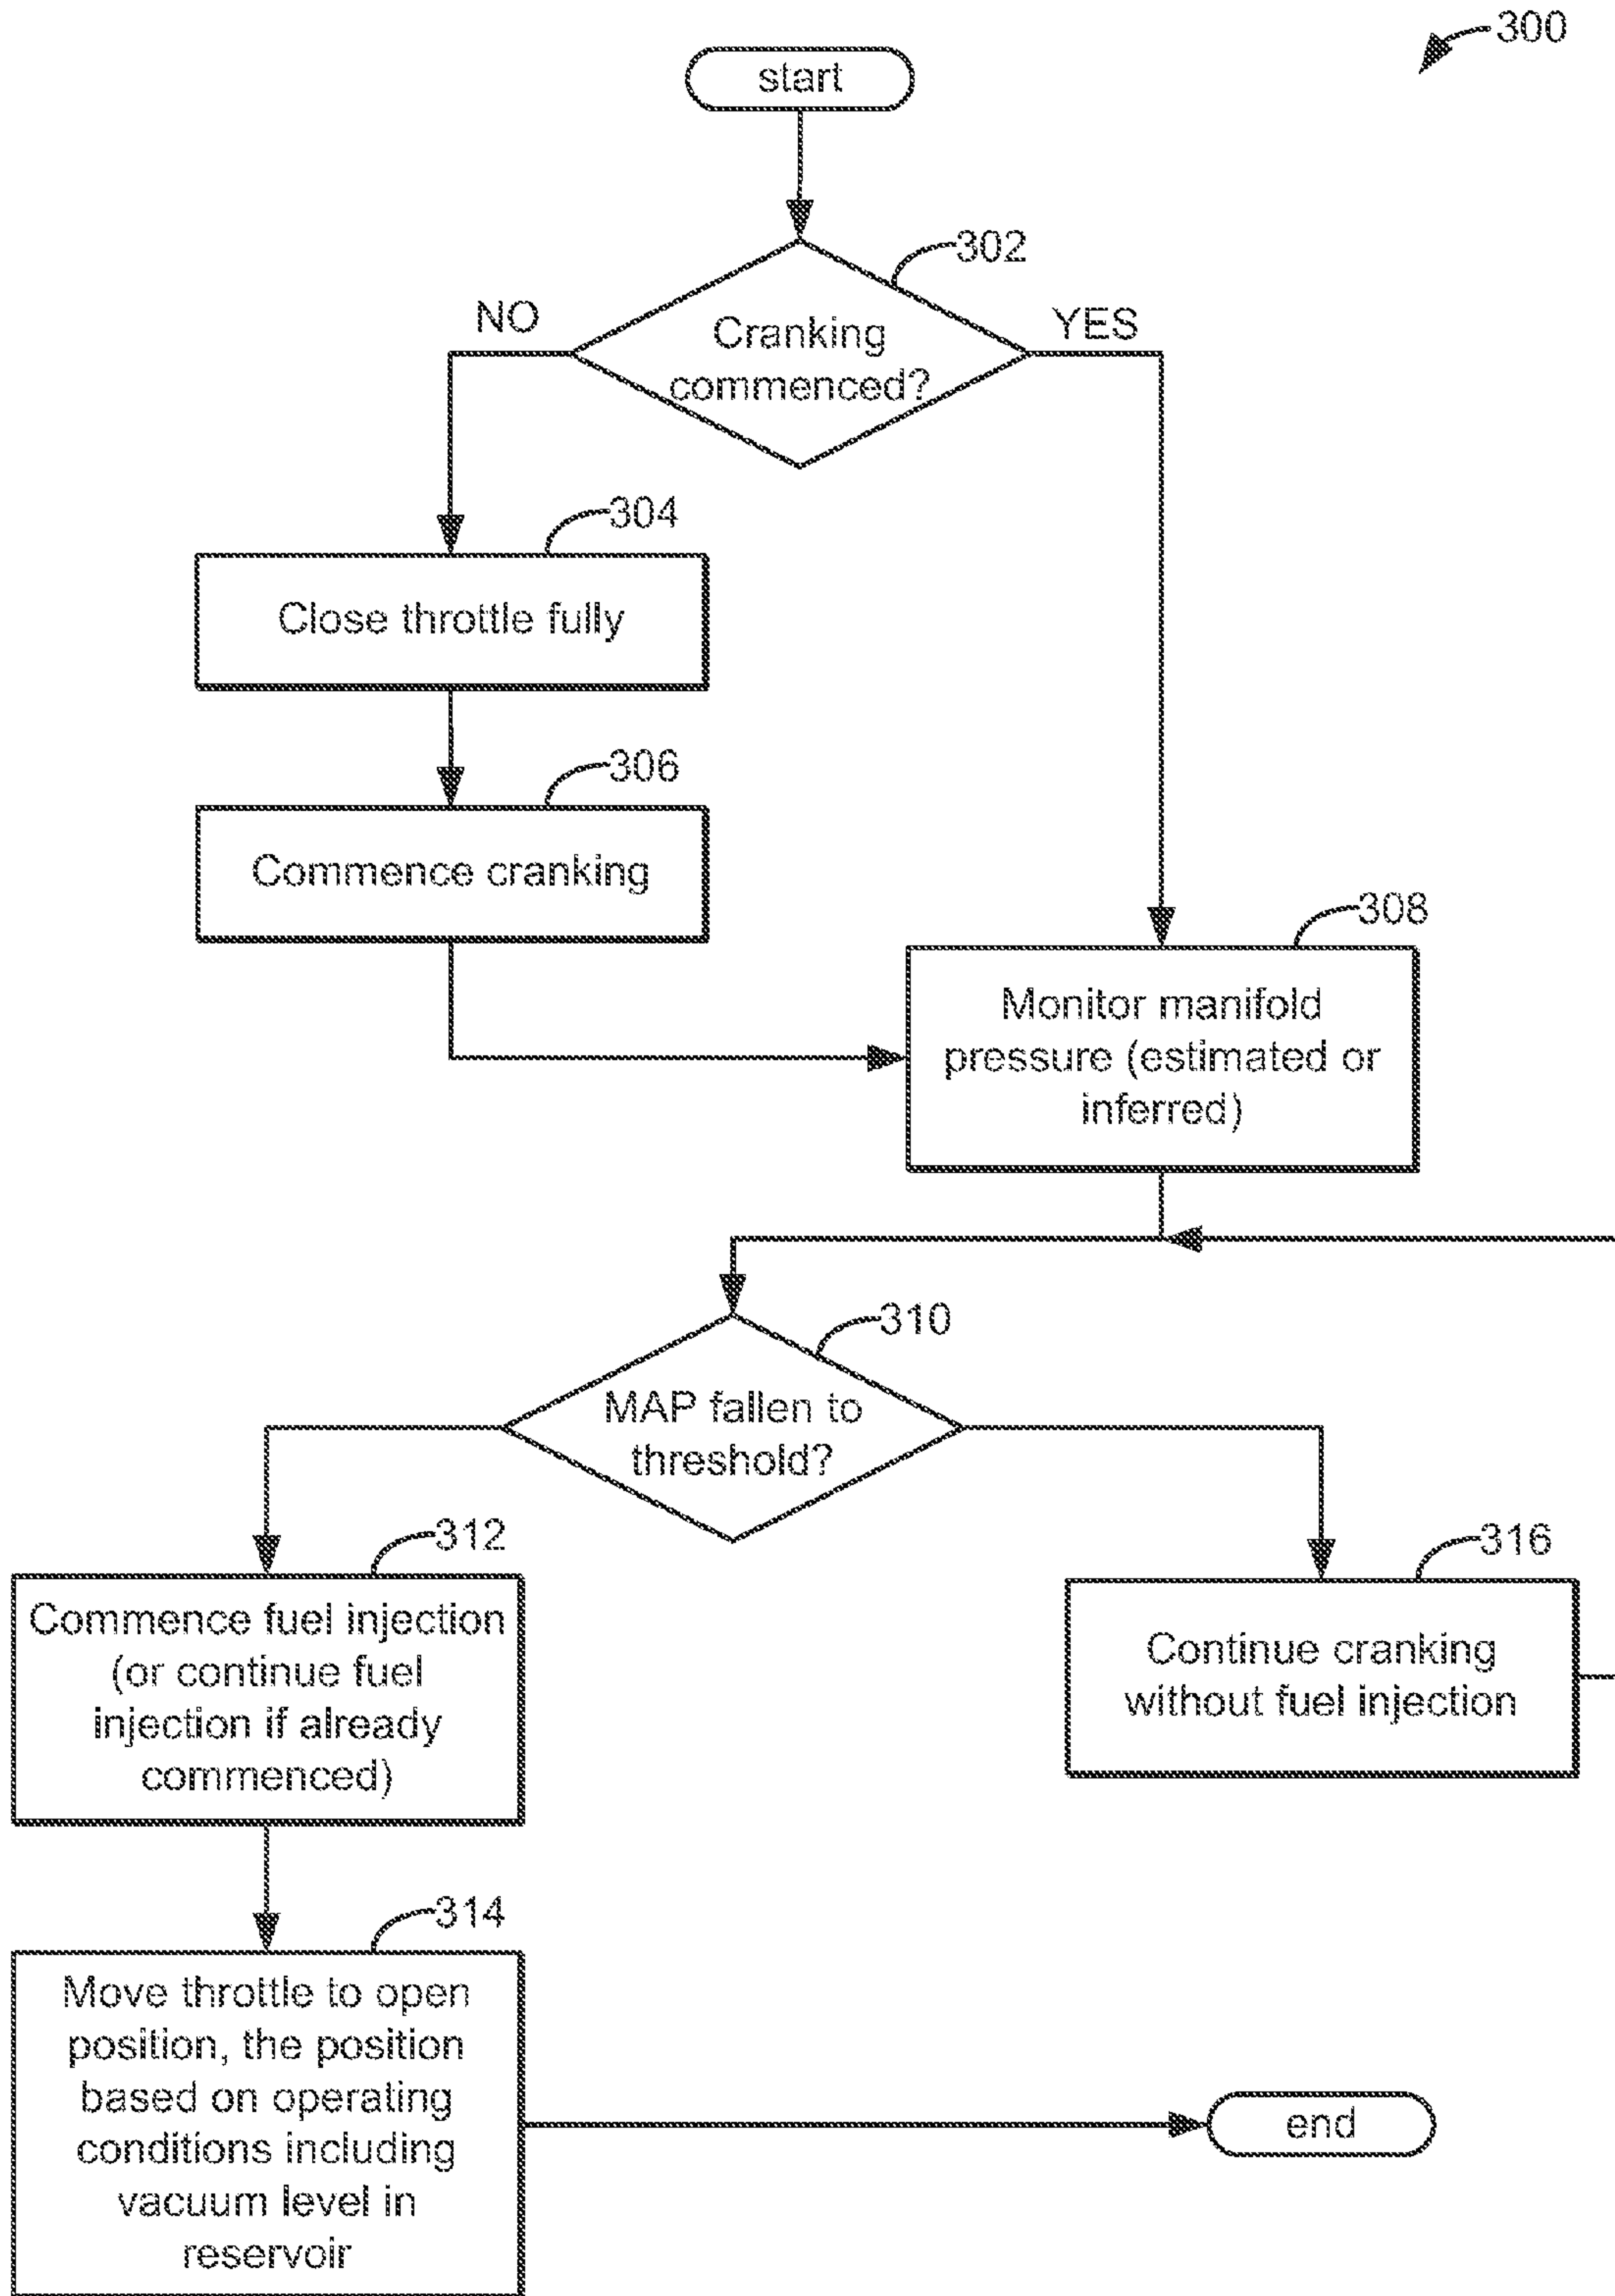 300
start
302
NO
YES
Cranking
commenced?
304
Close throttle fully
306
Commence cranking
308
Monitor manifold
pressure (estimated or
inferred)
310
MAP fallen to
threshold?
312
Commence fuel injection
(or continue fuel
injection if already
commenced)
316
Continue cranking
without fuel injection
314
Move throttle to open
position, the position
based on operating
conditions including
vacuum level in
reservoir
end